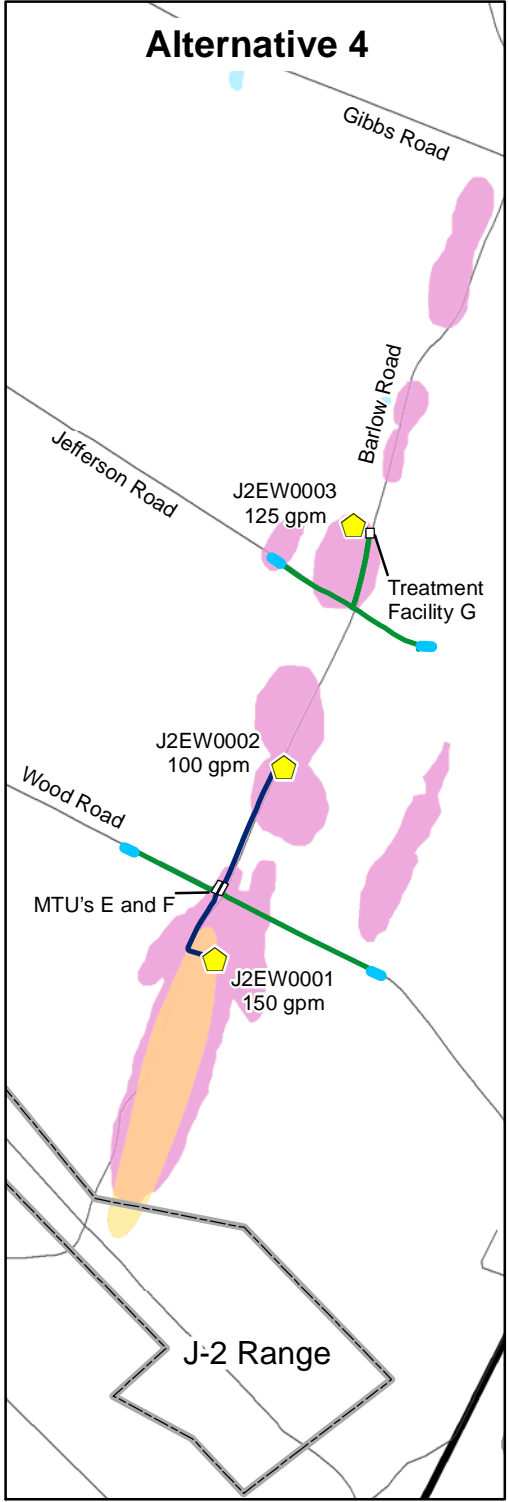 Alternative 4
Gibbs Road
Barlow Road
Jefferson Road
J2EW0003
125 gpm
Treatment
Facility G
J2EW0002
100 gpm
Wood Road
MTU's E and F
J2EW0001
150 gpm
J-2 Range